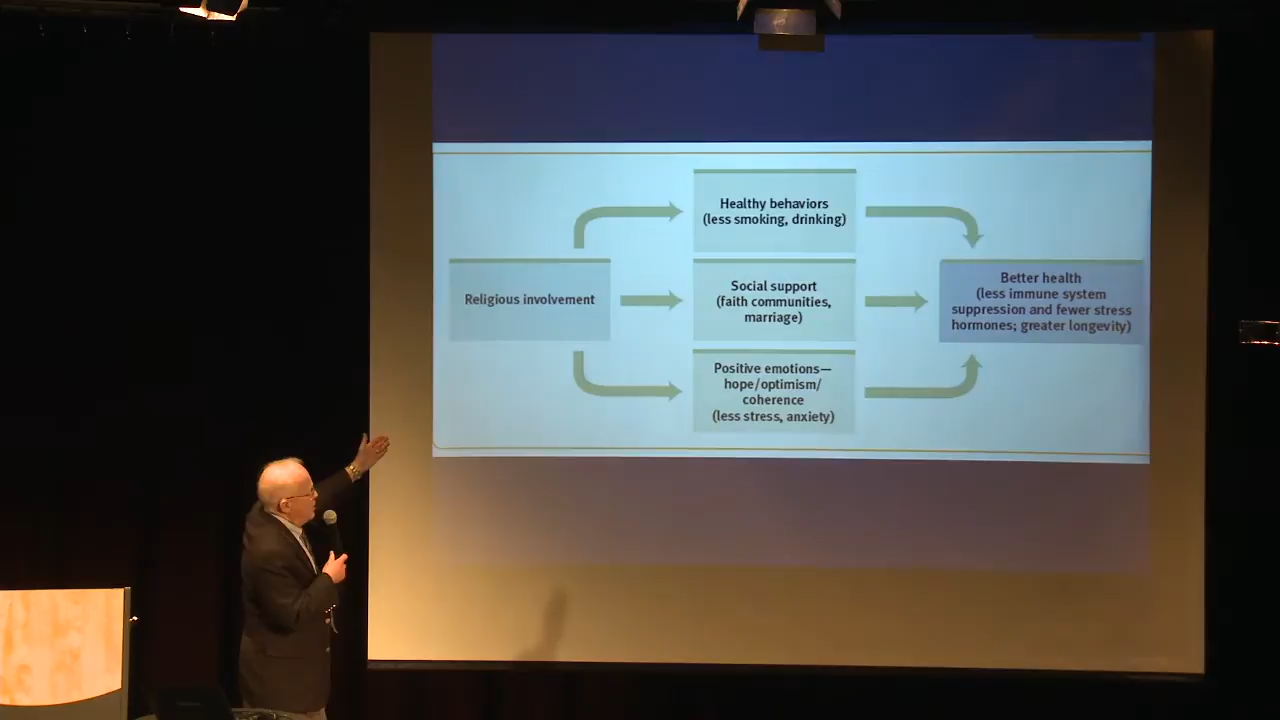 Healthy behaviors
(less smoking, drinking)
Religious involvement
Social support
(faith communities,
marriage)
Positive emotions—
hope/optimism/
coherence
(less stress, anxiety)
Better health
(less immune system
suppression and fewer stress
hormones; greater longevity)